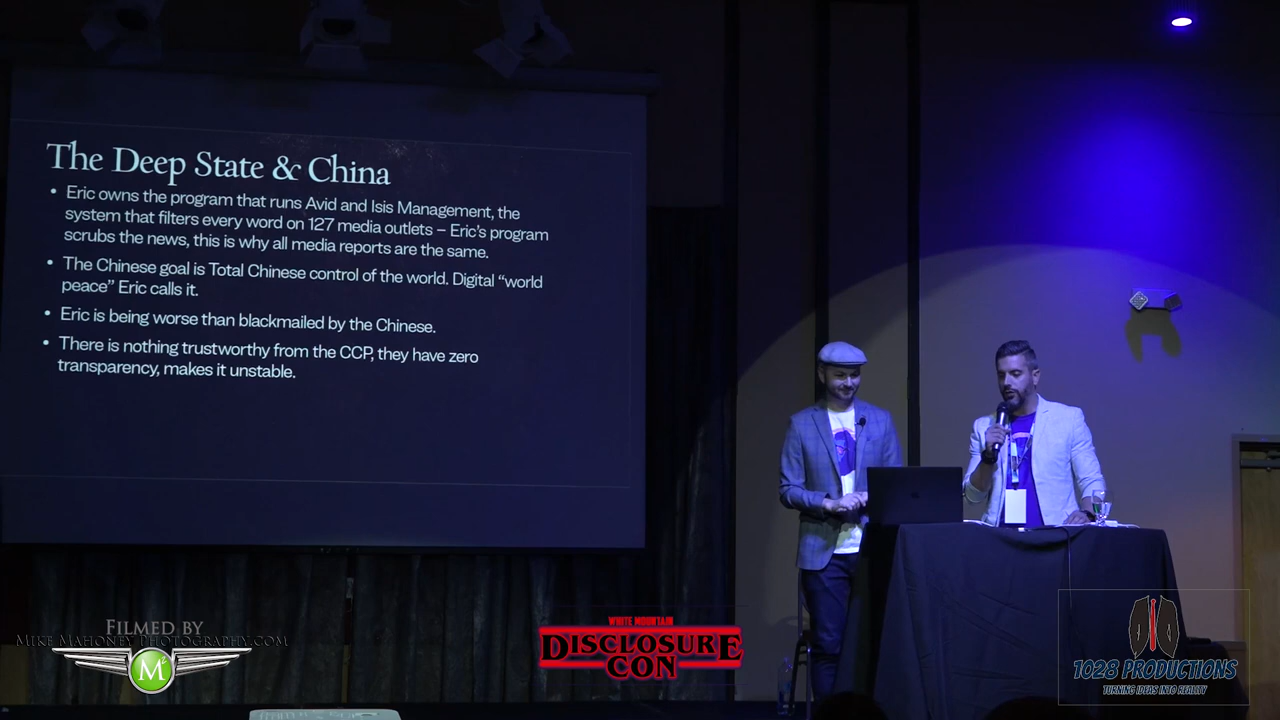 The Deep State & China
• Eric owns the program that runs Avid and Isis Management, the
system that filters every word on 127 media outlets – Eric's program
scrubs the news, this is why all media reports are the same.
• The Chinese goal is Total Chinese control of the world. Digital "world
peace" Eric calls it.
• Eric is being worse than blackmailed by the Chinese.
• There is nothing trustworthy from the CCP, they have zero
transparency, makes it unstable.
FILMED BY
MIKE MAHONEY PHOTOGRAPHY.COM
M
WHITE MOUNTAIN
DISCLOSURE
CON
1028 PRODUCTIONS
TURNING IDEAS INTO REALITY